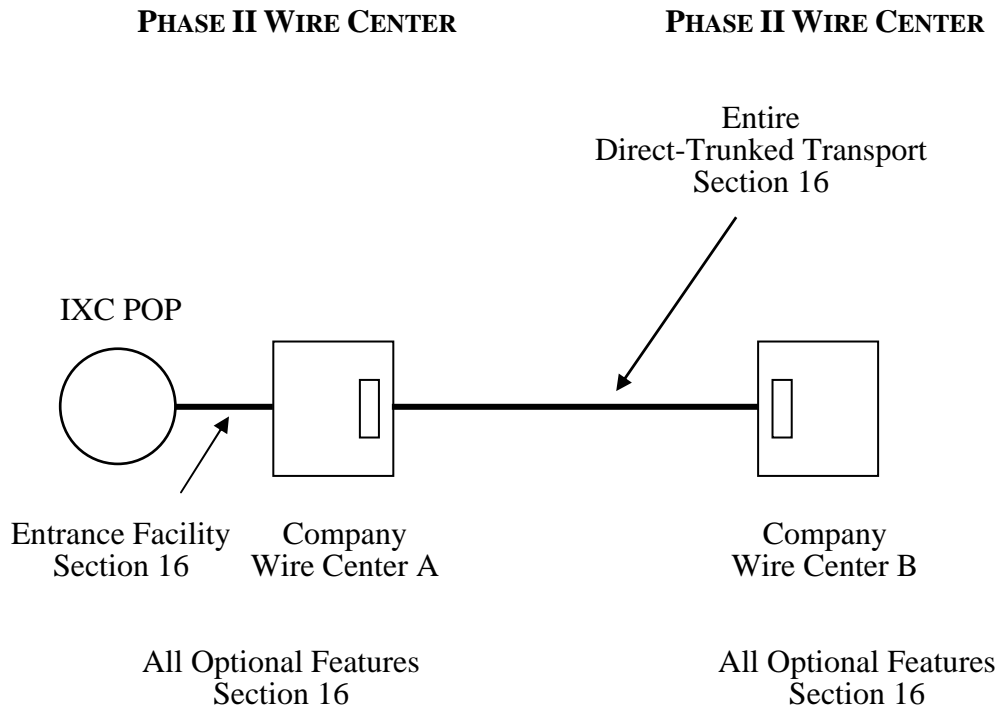 PHASE II WIRE CENTER
PHASE II WIRE CENTER
Entire
Direct-Trunked Transport
Section 16
IXC POP
Entrance Facility
Section 16
Company
Wire Center A
Company
Wire Center B
All Optional Features
Section 16
All Optional Features
Section 16